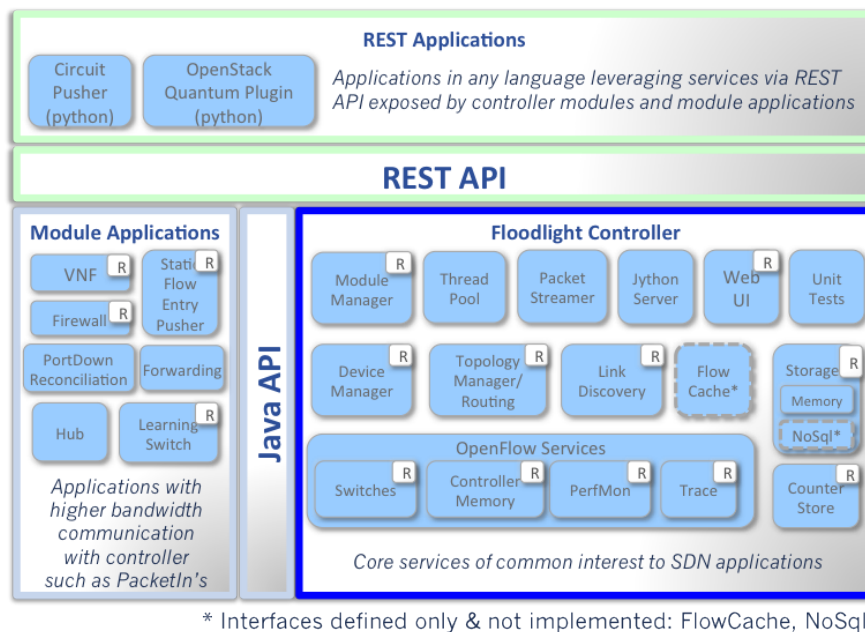 REST Applications
Circuit
Pusher
(python)
OpenStack
Quantum Plugin
(python)
Applications in any language leveraging services via REST
API exposed by controller modules and module applications
REST API
Module Applications
VNF
R
Static
Flow
Entry
Pusher
R
Firewall
R
PortDown
Reconciliation
Forwarding
Hub
Learning
Switch
R
Applications with
higher bandwidth
communication
with controller
such as PacketIn's
Java API
Floodlight Controller
Module
Manager
R
Thread
Pool
Packet
Streamer
Jython
Server
Web
UI
R
Unit
Tests
Device
Manager
R
Topology
Manager/
Routing
R
Link
Discovery
R
Flow
Cache*
Storage
R
Memory
NoSql*
OpenFlow Services
Switches
R
Controller
Memory
R
PerfMon
R
Trace
R
Counter
Store
R
Core services of common interest to SDN applications
* Interfaces defined only & not implemented: FlowCache, NoSql